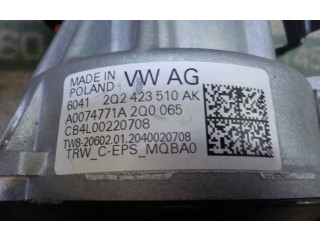 MADE IN
POLAND VW AG
6041 2Q2 423 510 AK
A0074771A 2Q0 065
CB4L00220708
TW8-20602.01.2040020708
TRW_C-EPS_MQBA0